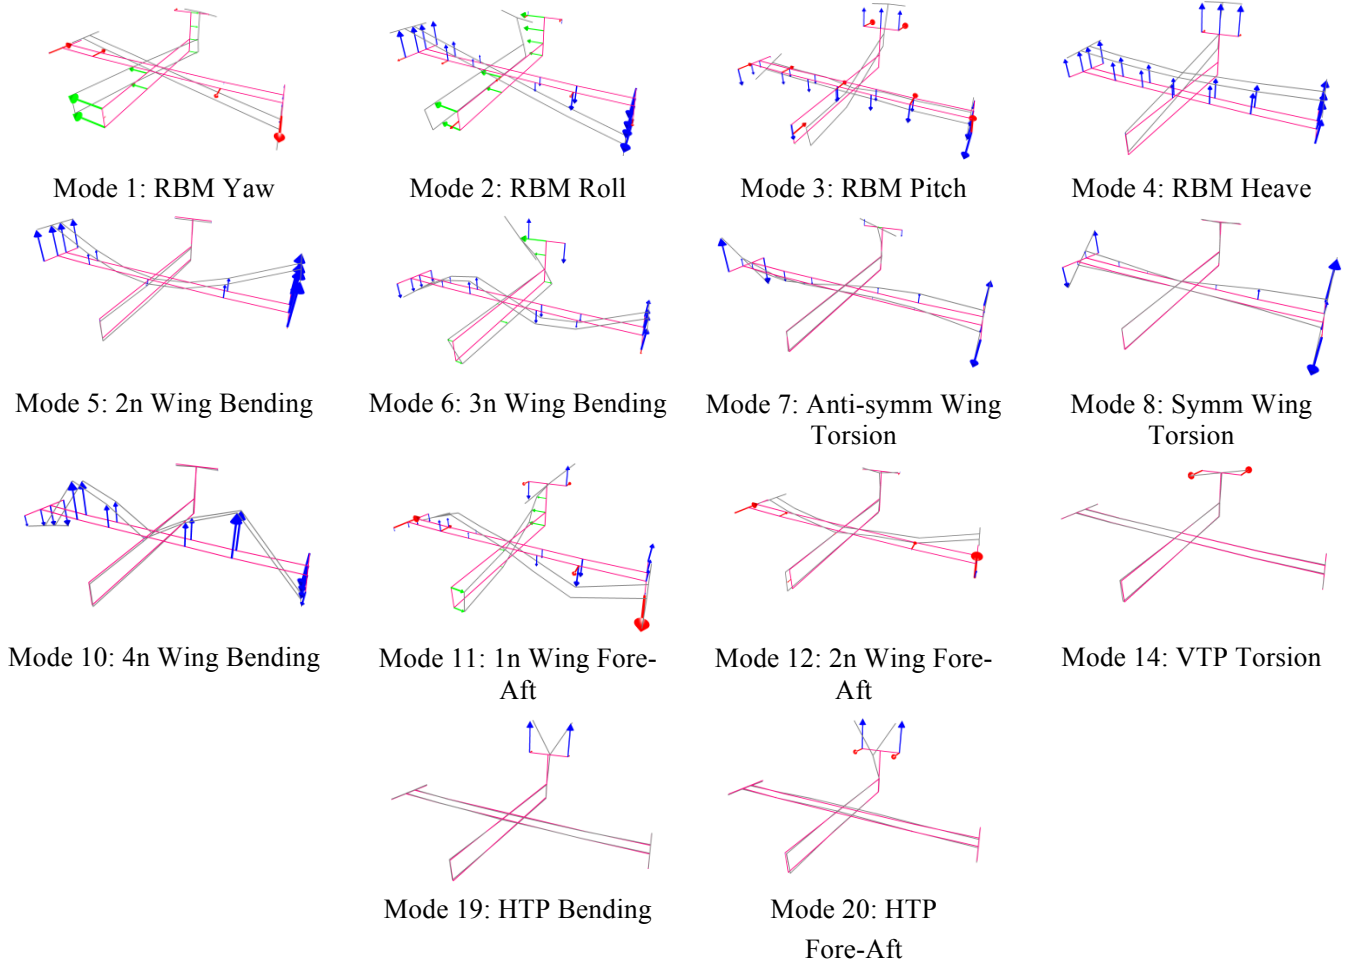 Mode 1: RBM Yaw
Mode 2: RBM Roll
Mode 3: RBM Pitch
Mode 4: RBM Heave
Mode 5: 2n Wing Bending
Mode 6: 3n Wing Bending
Mode 7: Anti-symm Wing
Torsion
Mode 8: Symm Wing
Torsion
Mode 10: 4n Wing Bending
Mode 11: 1n Wing Fore-
Aft
Mode 12: 2n Wing Fore-
Aft
Mode 14: VTP Torsion
Mode 19: HTP Bending
Mode 20: HTP
Fore-Aft